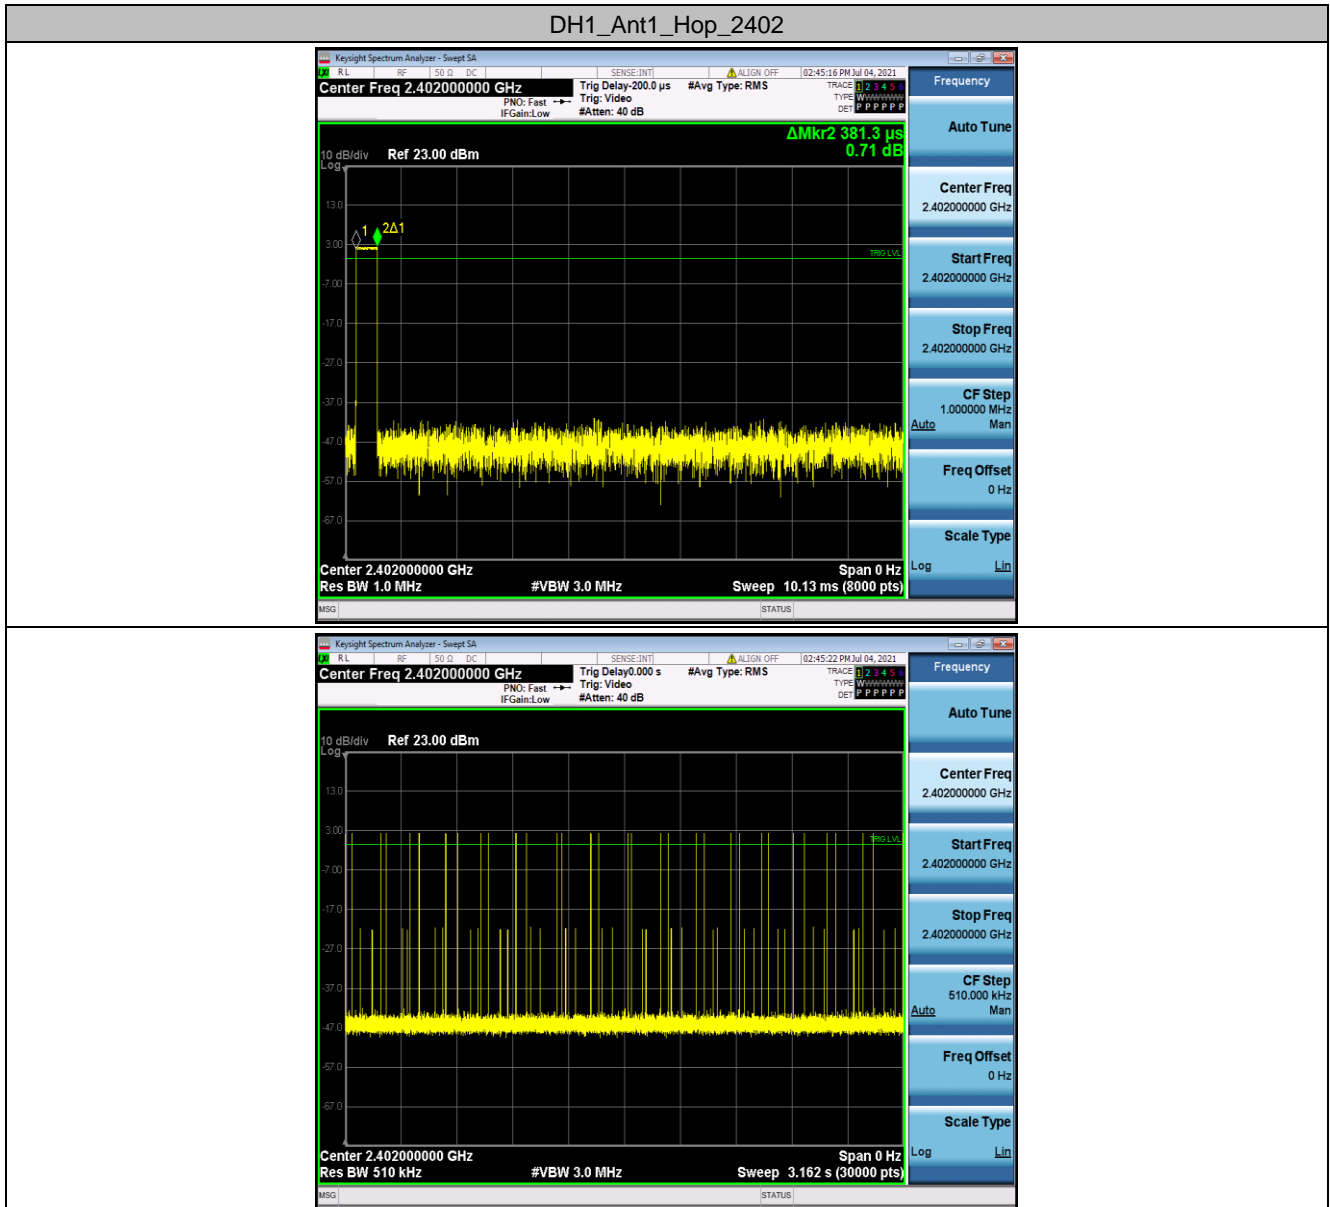 DH1_Ant1_Hop_2402
Keysight Spectrum Analyzer - Swept SA
RL RF 50 Ω DC SENSE:INT ALIGN OFF 02:45:16 PM Jul 04, 2021
Center Freq 2.402000000 GHz
PNO: Fast
IFGain:Low
Trig Delay-200.0 µs
Trig: Video
#Atten: 40 dB
#Avg Type: RMS
TRACE 1 2 3 4 5 6
TYPE WWWWWW
DET P P P P P P
ΔMkr2 381.3 µs
0.71 dB
10 dB/div Ref 23.00 dBm
Log
13.0
1 2Δ1
3.00
TRIG LVL
-7.00
-17.0
-27.0
-37.0
-47.0
-57.0
-67.0
Center 2.402000000 GHz Span 0 Hz
Res BW 1.0 MHz #VBW 3.0 MHz Sweep 10.13 ms (8000 pts)
MSG STATUS
Frequency
Auto Tune
Center Freq
2.402000000 GHz
Start Freq
2.402000000 GHz
Stop Freq
2.402000000 GHz
CF Step
1.000000 MHz
Auto Man
Freq Offset
0 Hz
Scale Type
Log Lin
Keysight Spectrum Analyzer - Swept SA
RL RF 50 Ω DC SENSE:INT ALIGN OFF 02:45:22 PM Jul 04, 2021
Center Freq 2.402000000 GHz
PNO: Fast
IFGain:Low
Trig Delay0.000 s
Trig: Video
#Atten: 40 dB
#Avg Type: RMS
TRACE 1 2 3 4 5 6
TYPE WWWWWW
DET P P P P P P
10 dB/div Ref 23.00 dBm
Log
13.0
3.00
TRIG LVL
-7.00
-17.0
-27.0
-37.0
-47.0
-57.0
-67.0
Center 2.402000000 GHz Span 0 Hz
Res BW 510 kHz #VBW 3.0 MHz Sweep 3.162 s (30000 pts)
MSG STATUS
Frequency
Auto Tune
Center Freq
2.402000000 GHz
Start Freq
2.402000000 GHz
Stop Freq
2.402000000 GHz
CF Step
510.000 kHz
Auto Man
Freq Offset
0 Hz
Scale Type
Log Lin